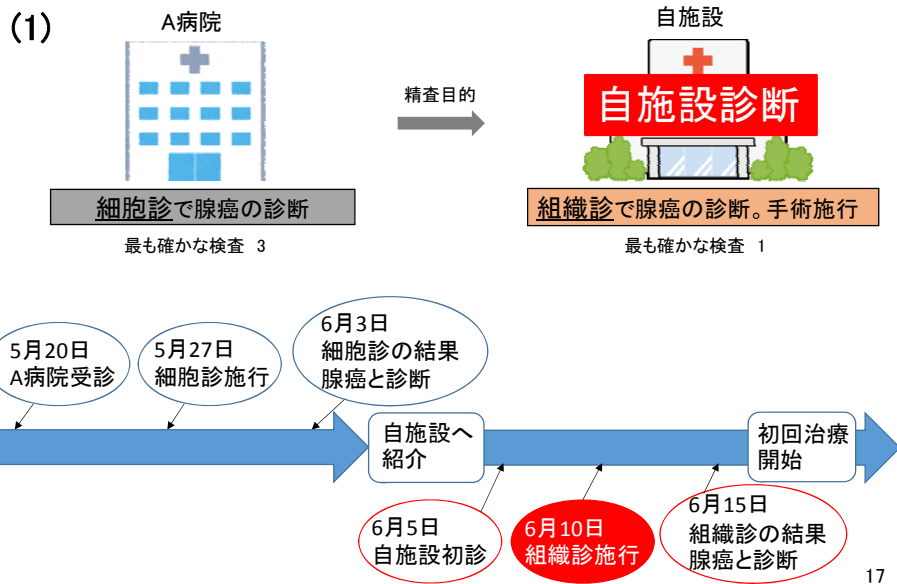 (1)
A病院
自施設
精査目的
自施設診断
細胞診で腺癌の診断
組織診で腺癌の診断。手術施行
最も確かな検査 3
最も確かな検査 1
5月20日
A病院受診
5月27日
細胞診施行
6月3日
細胞診の結果
腺癌と診断
自施設へ
紹介
初回治療
開始
6月5日
自施設初診
6月10日
組織診施行
6月15日
組織診の結果
腺癌と診断
17